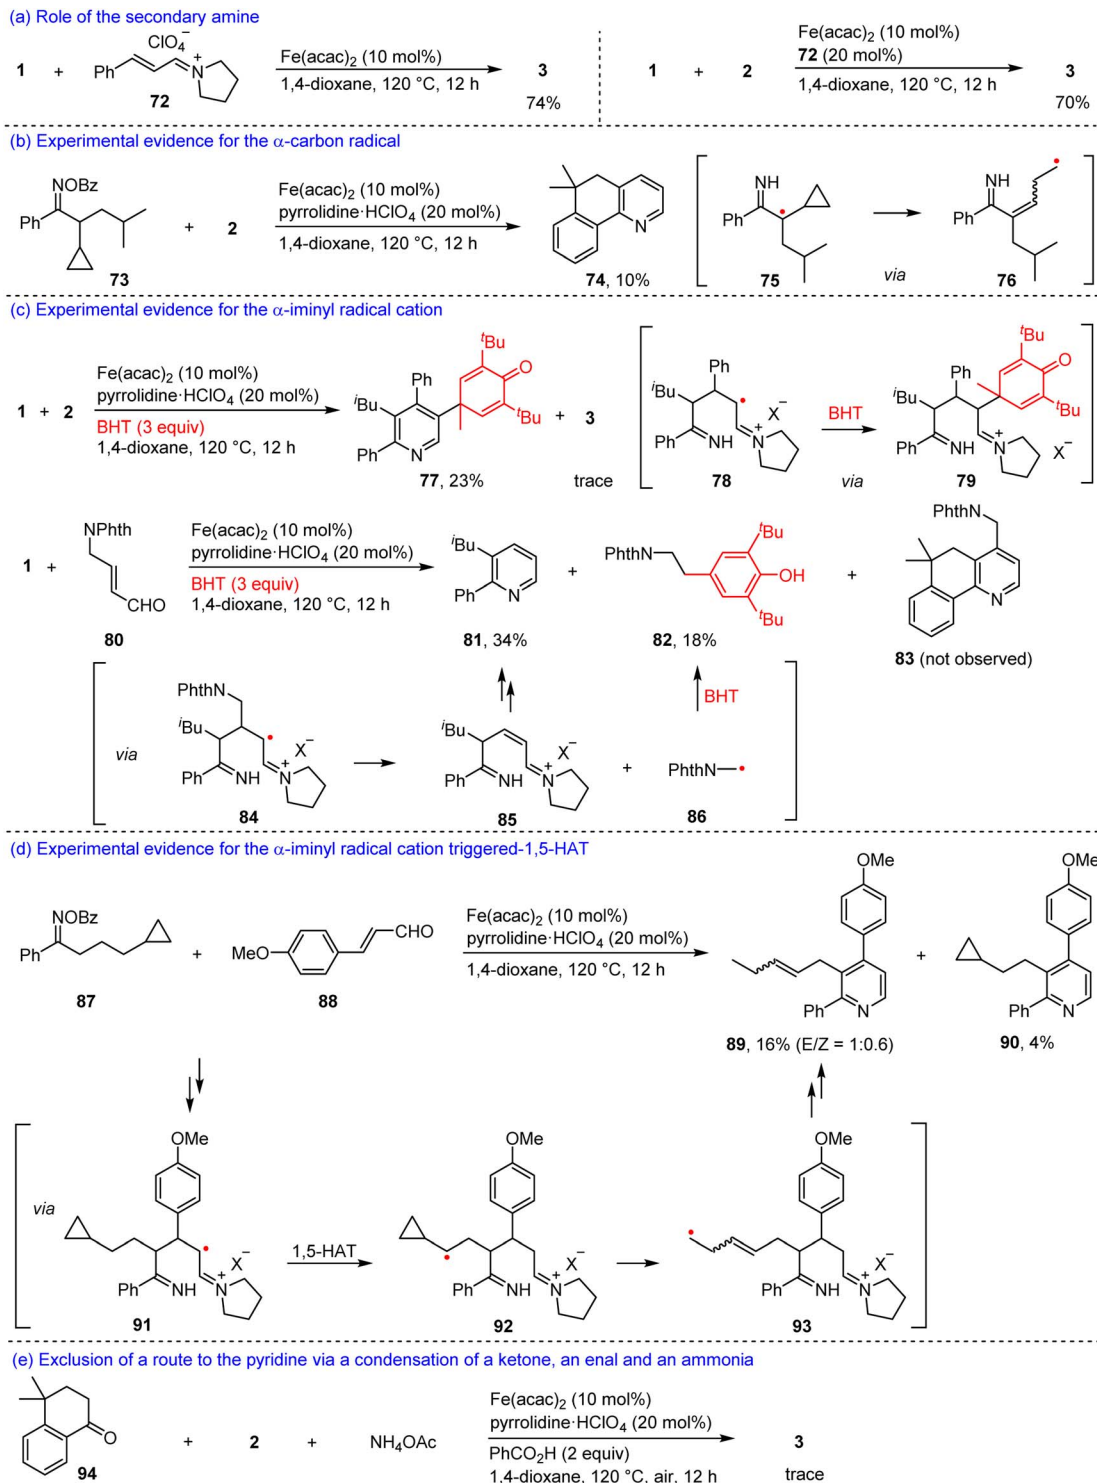 (a) Role of the secondary amine
1 + Ph ClO4− N+ 72 Fe(acac)2 (10 mol%) 1,4-dioxane, 120 °C, 12 h 3 74%
1 + 2 Fe(acac)2 (10 mol%) 72 (20 mol%) 1,4-dioxane, 120 °C, 12 h 3 70%
(b) Experimental evidence for the α-carbon radical
NOBz Ph 73 + 2
Fe(acac)2 (10 mol%)
pyrrolidine·HClO4 (20 mol%)
1,4-dioxane, 120 °C, 12 h
N 74, 10%
NH Ph 75 via NH Ph 76
(c) Experimental evidence for the α-iminyl radical cation
1 + 2
Fe(acac)2 (10 mol%)
pyrrolidine·HClO4 (20 mol%)
BHT (3 equiv)
1,4-dioxane, 120 °C, 12 h
tBu O Ph iBu tBu Ph N
77, 23%
+ 3 trace
Ph iBu X− Ph NH N+ 78
BHT via
tBu O Ph iBu tBu Ph NH N+ X− 79
1 + NPhth CHO 80
Fe(acac)2 (10 mol%)
pyrrolidine·HClO4 (20 mol%)
BHT (3 equiv)
1,4-dioxane, 120 °C, 12 h
iBu Ph N
81, 34%
+ PhthN tBu OH tBu
82, 18%
+ PhthN N
83 (not observed)
via PhthN iBu X− Ph NH N+ 84
iBu X− Ph NH N+ 85
+ PhthN 86
BHT
(d) Experimental evidence for the α-iminyl radical cation triggered-1,5-HAT
NOBz Ph 87 + MeO CHO 88
Fe(acac)2 (10 mol%)
pyrrolidine·HClO4 (20 mol%)
1,4-dioxane, 120 °C, 12 h
OMe Ph N
89, 16% (E/Z = 1:0.6)
+ OMe Ph N
90, 4%
via OMe X− Ph NH N+ 91
1,5-HAT
OMe X− Ph NH N+ 92
OMe X− Ph NH N+ 93
(e) Exclusion of a route to the pyridine via a condensation of a ketone, an enal and an ammonia
O 94 + 2 + NH4OAc
Fe(acac)2 (10 mol%)
pyrrolidine·HClO4 (20 mol%)
PhCO2H (2 equiv)
1,4-dioxane, 120 °C, air, 12 h
3 trace